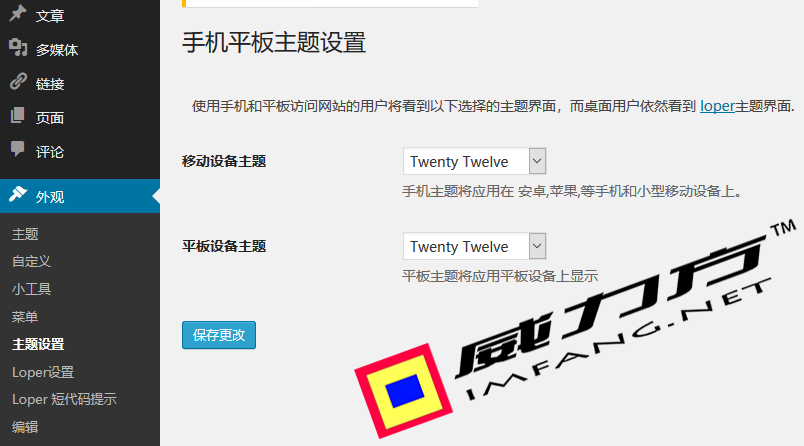 文章
多媒体
链接
页面
评论
外观
主题
自定义
小工具
菜单
主题设置
Loper设置
Loper 短代码提示
编辑
手机平板主题设置
使用手机和平板访问网站的用户将看到以下选择的主题界面，而桌面用户依然看到 loper主题界面.
移动设备主题
Twenty Twelve
手机主题将应用在 安卓,苹果,等手机和小型移动设备上。
平板设备主题
Twenty Twelve
平板主题将应用平板设备上显示
保存更改
威力方™
IMFANG.NET